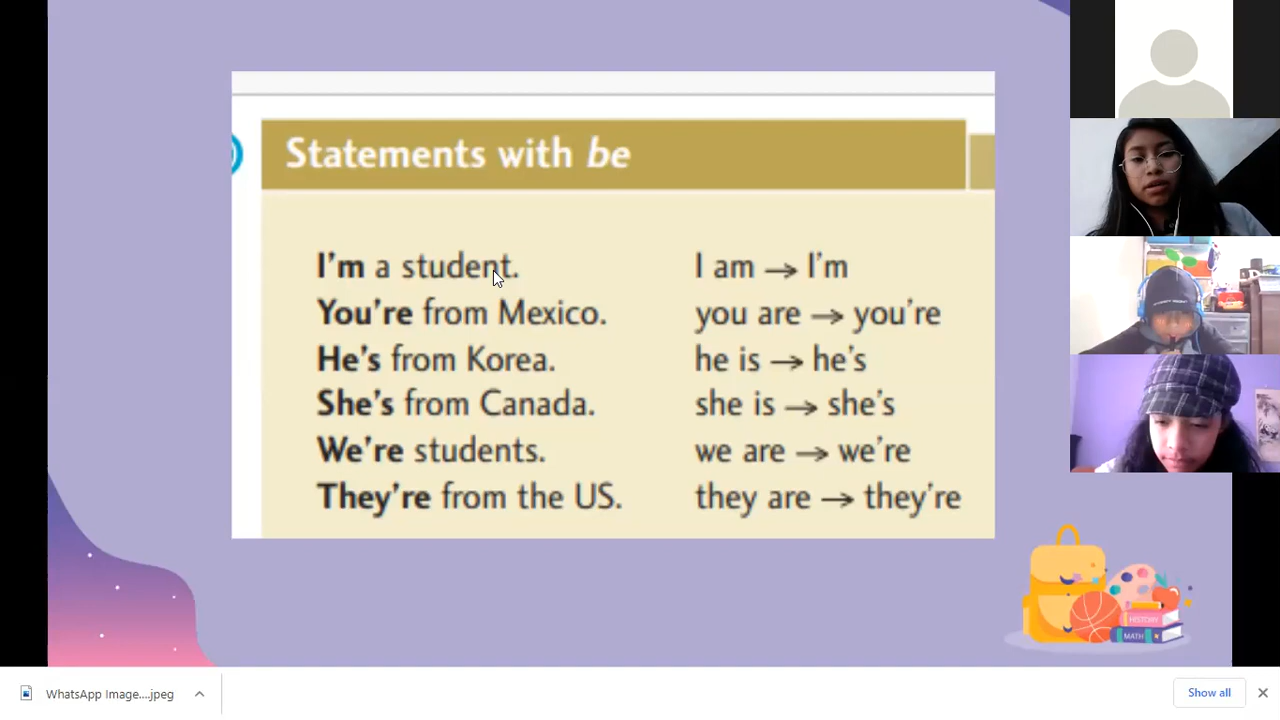 Statements with be
I'm a student. I am → I'm
You're from Mexico. you are → you're
He's from Korea. he is → he's
She's from Canada. she is → she's
We're students. we are → we're
They're from the US. they are → they're
HISTORY
MATH
WhatsApp Image....jpeg
Show all